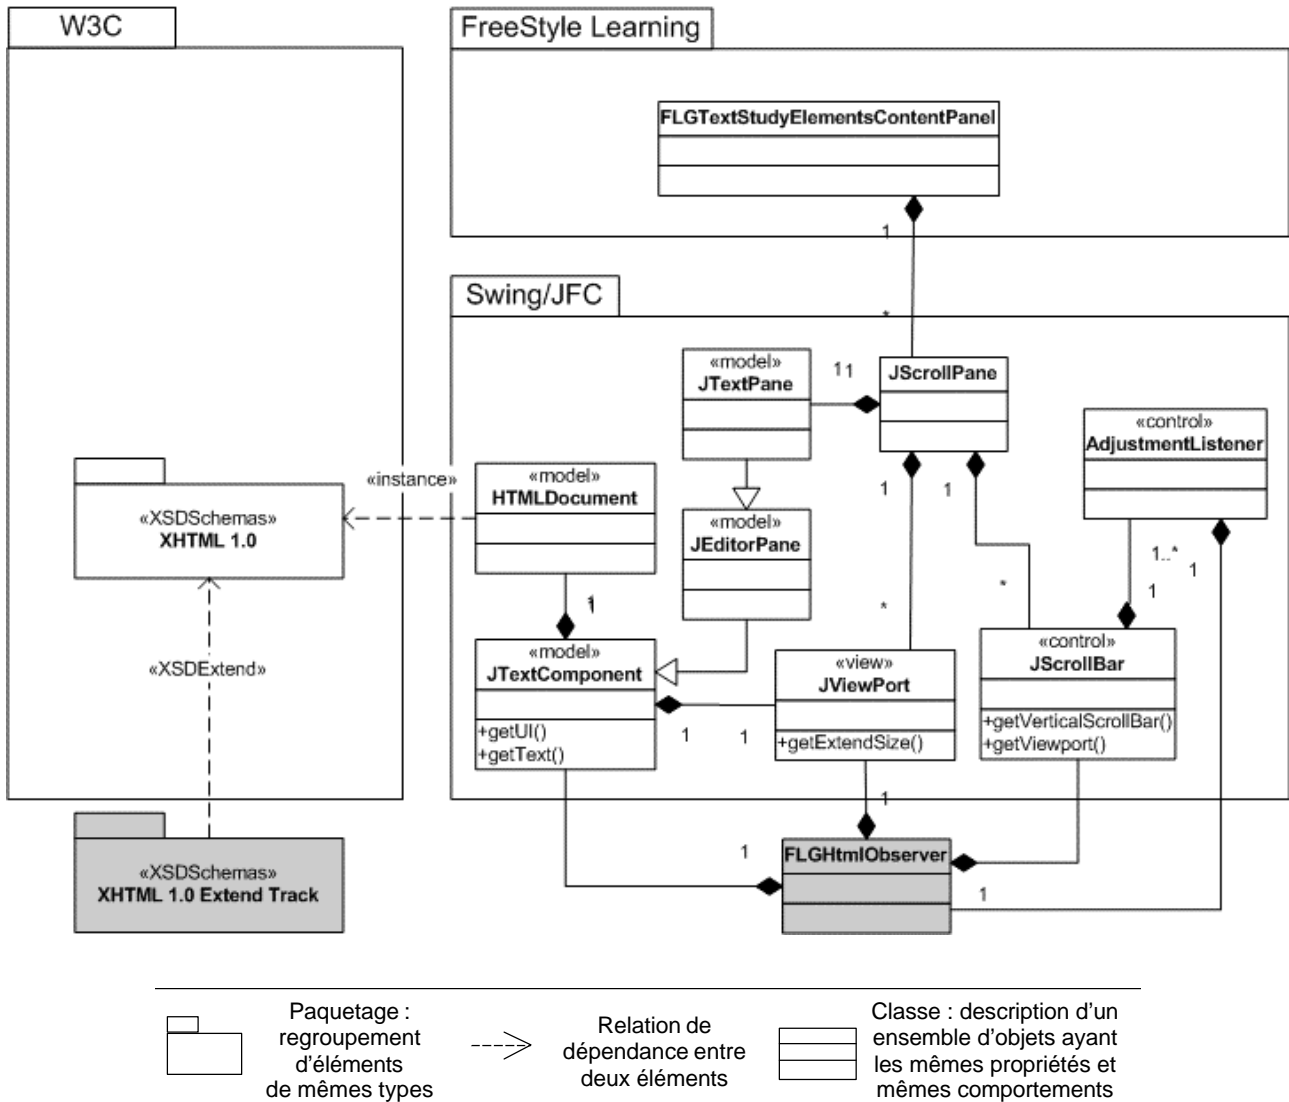 W3C
FreeStyle Learning
FLGTextStudyElementsContentPanel
1
*
Swing/JFC
«model»
JTextPane
1
1
JScrollPane
«control»
AdjustmentListener
«instance»
«model»
HTMLDocument
1
1
«XSDSchemas»
XHTML 1.0
«model»
JEditorPane
1..*
1
*
*
1
1
1
«XSDExtend»
«model»
JTextComponent
+getUI()
+getText()
1
1
«view»
JViewPort
+getExtendSize()
«control»
JScrollBar
+getVerticalScrollBar()
+getViewport()
1
1
1
FLGHtmlObserver
«XSDSchemas»
XHTML 1.0 Extend Track
Paquetage :
regroupement
d'éléments
de mêmes types
Relation de
dépendance entre
deux éléments
Classe : description d'un
ensemble d'objets ayant
les mêmes propriétés et
mêmes comportements